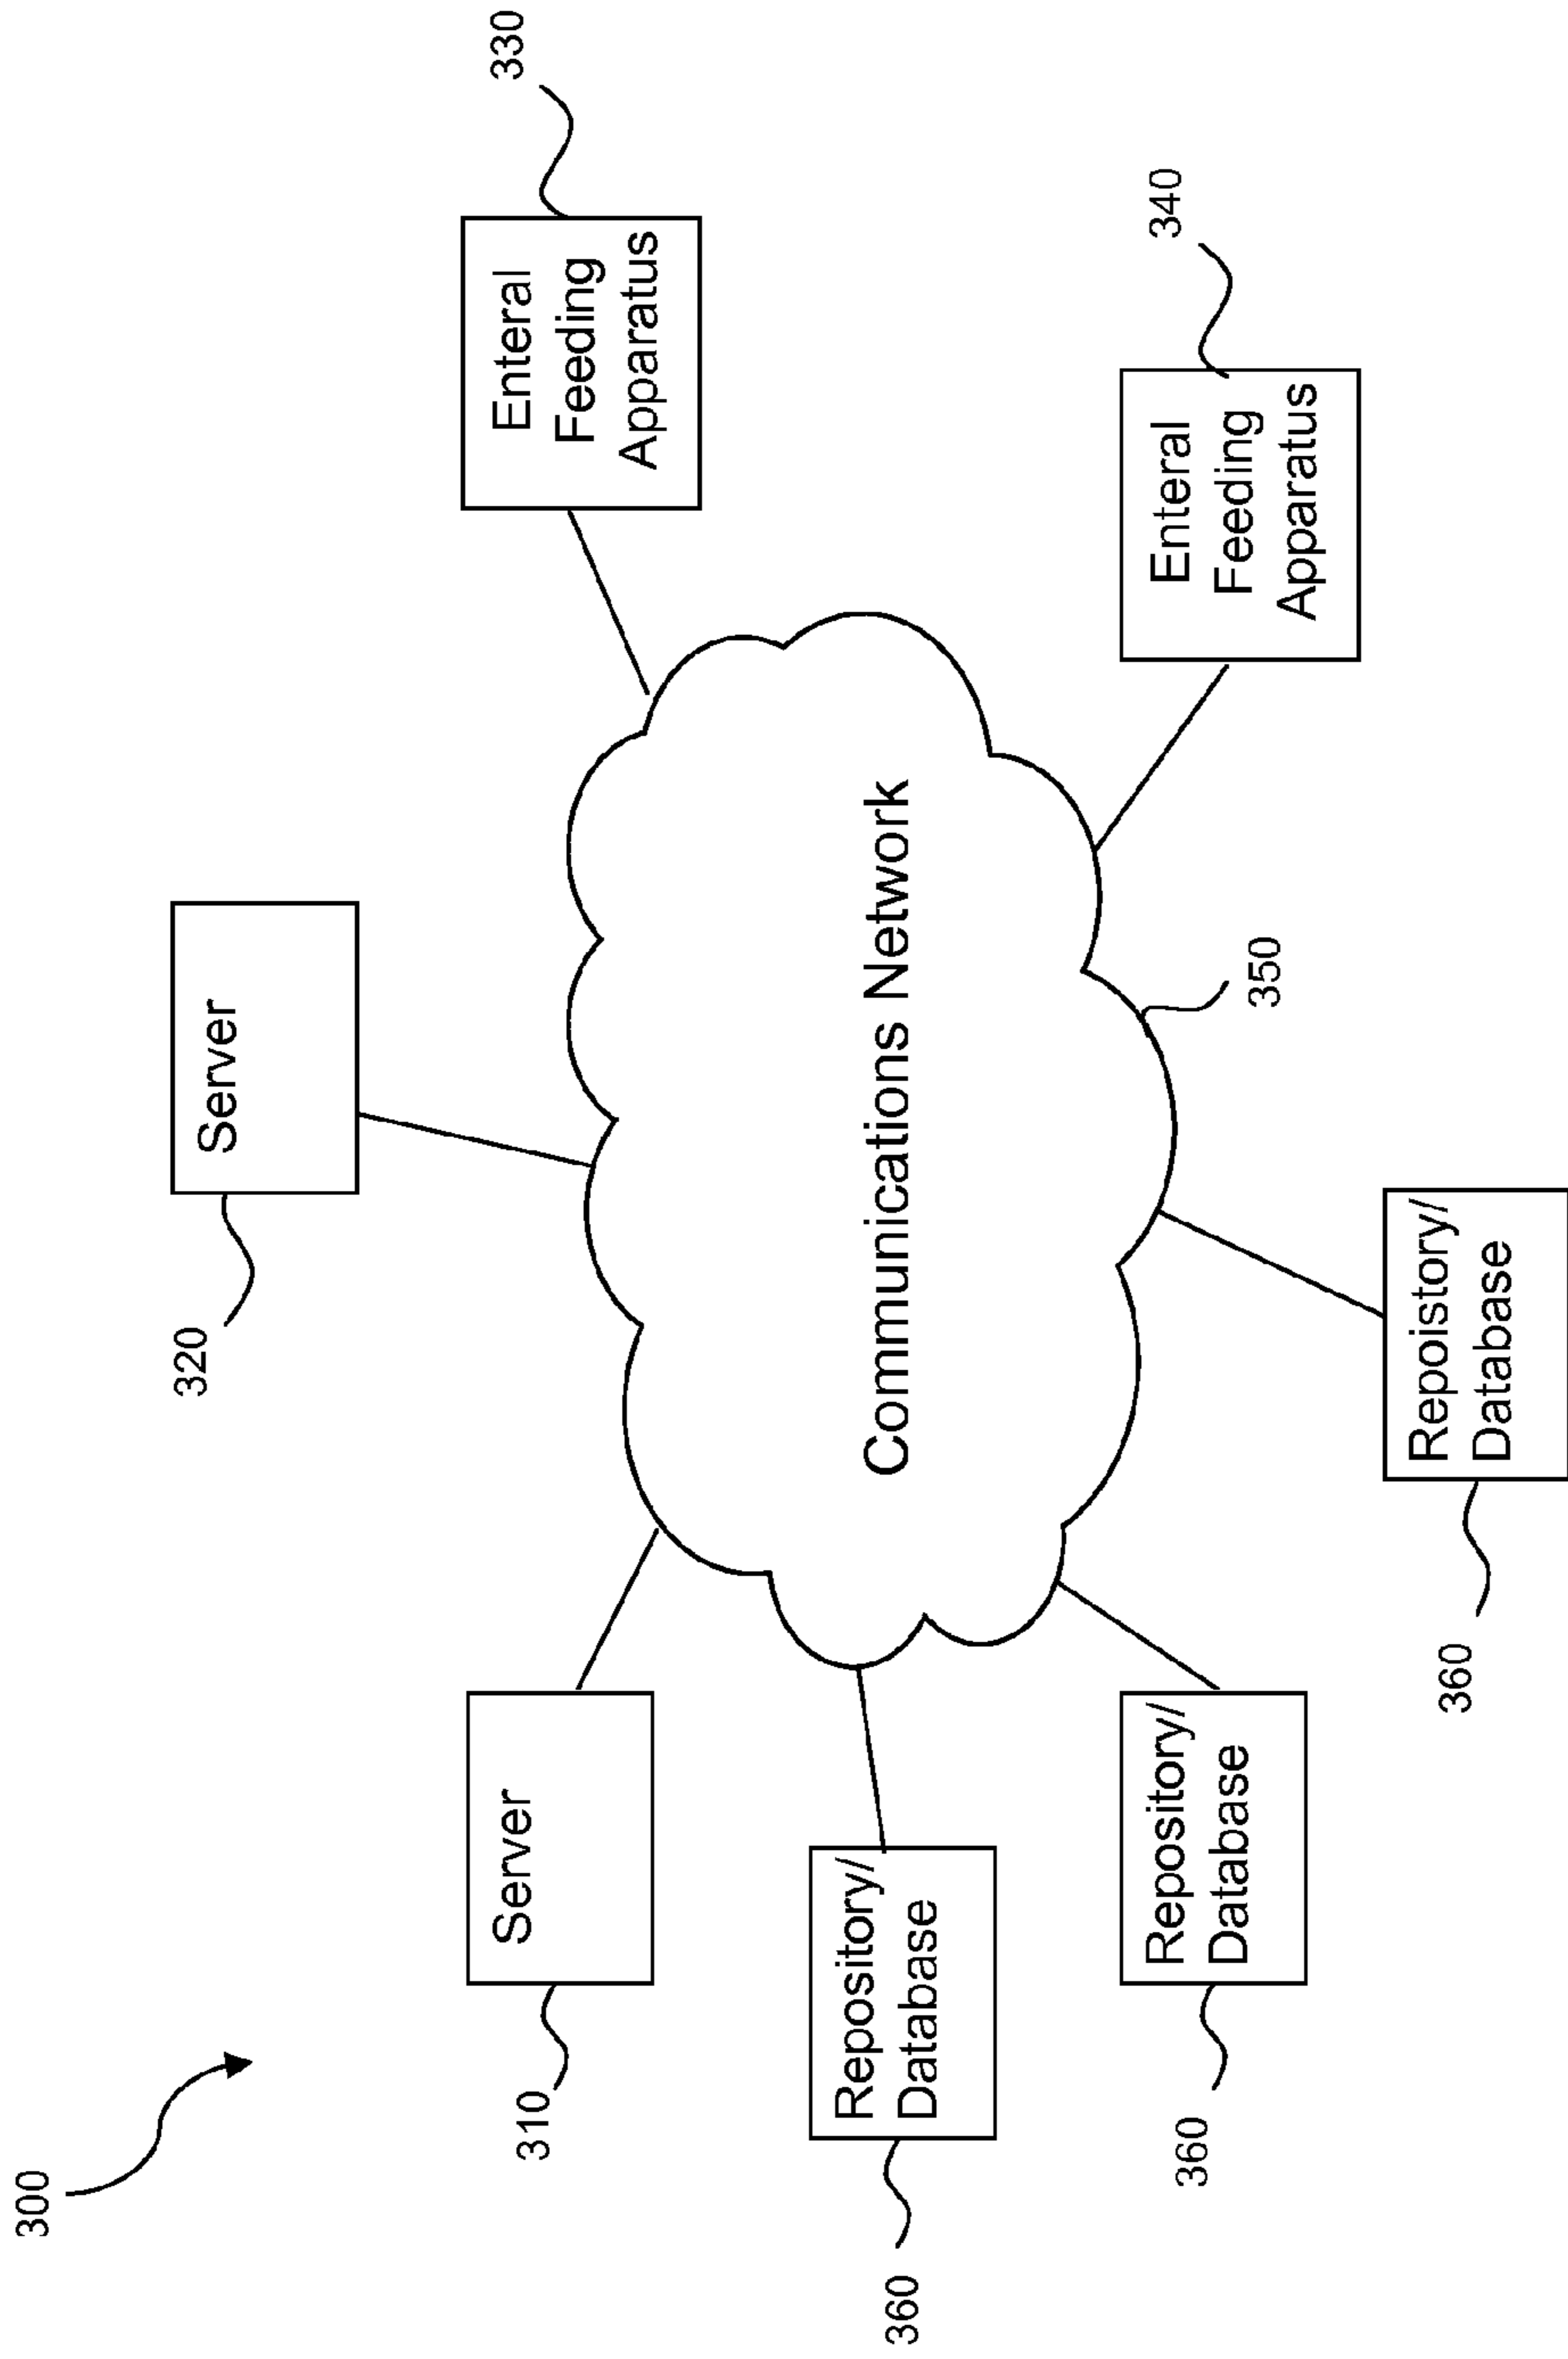 300
320
Server
310
Server
Enteral
Feeding
Apparatus
330
Communications Network
360
Repository/
Database
360
Repository/
Database
Enteral
Feeding
Apparatus
340
350
360
Repoistory/
Database